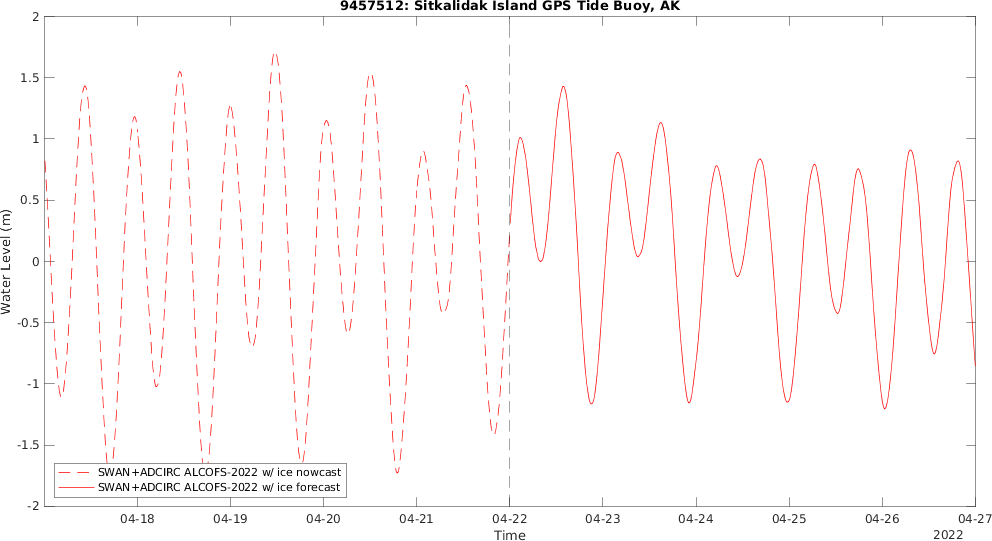 9457512: Sitkalidak Island GPS Tide Buoy, AK
2
1.5
1
0.5
0
-0.5
-1
-1.5
-2
Water Level (m)
SWAN+ADCIRC ALCOFS-2022 w/ ice nowcast
SWAN+ADCIRC ALCOFS-2022 w/ ice forecast
04-18 04-19 04-20 04-21 04-22 04-23 04-24 04-25 04-26 04-27
Time
2022